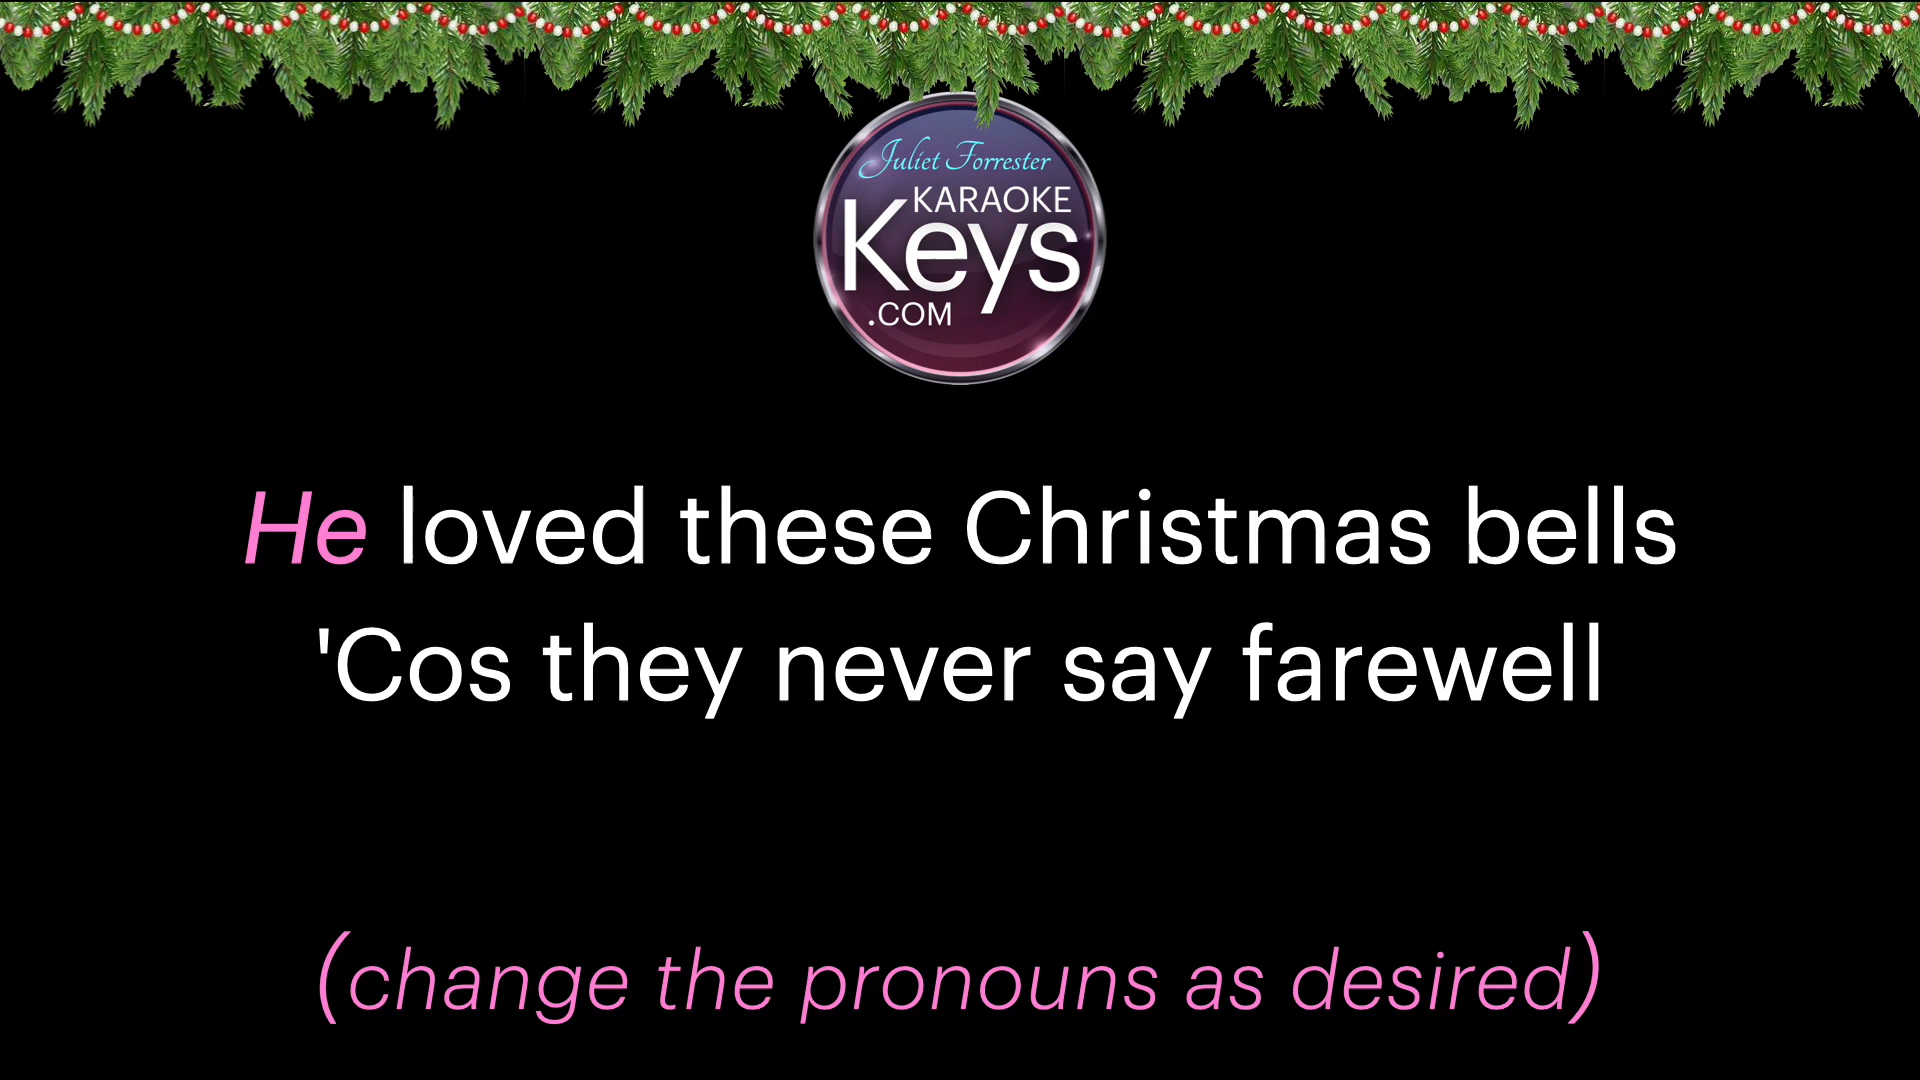 Juliet Forrester
KARAOKE
Keys
.COM
He loved these Christmas bells
'Cos they never say farewell
(change the pronouns as desired)